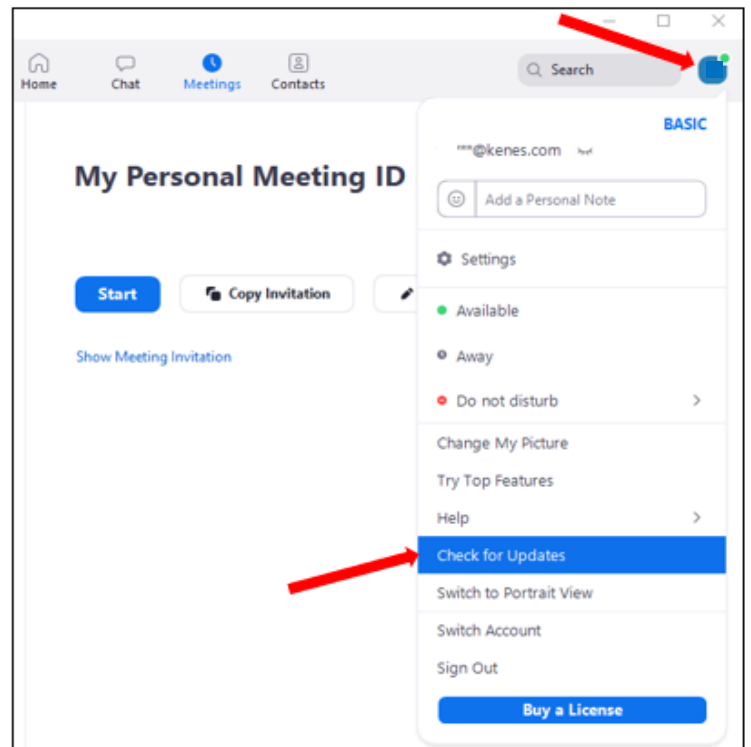 Home
Chat
Meetings
Contacts
Search
BASIC
***@kenes.com
My Personal Meeting ID
Add a Personal Note
Settings
Start
Copy Invitation
Available
Show Meeting Invitation
Away
Do not disturb
Change My Picture
Try Top Features
Help
Check for Updates
Switch to Portrait View
Switch Account
Sign Out
Buy a License